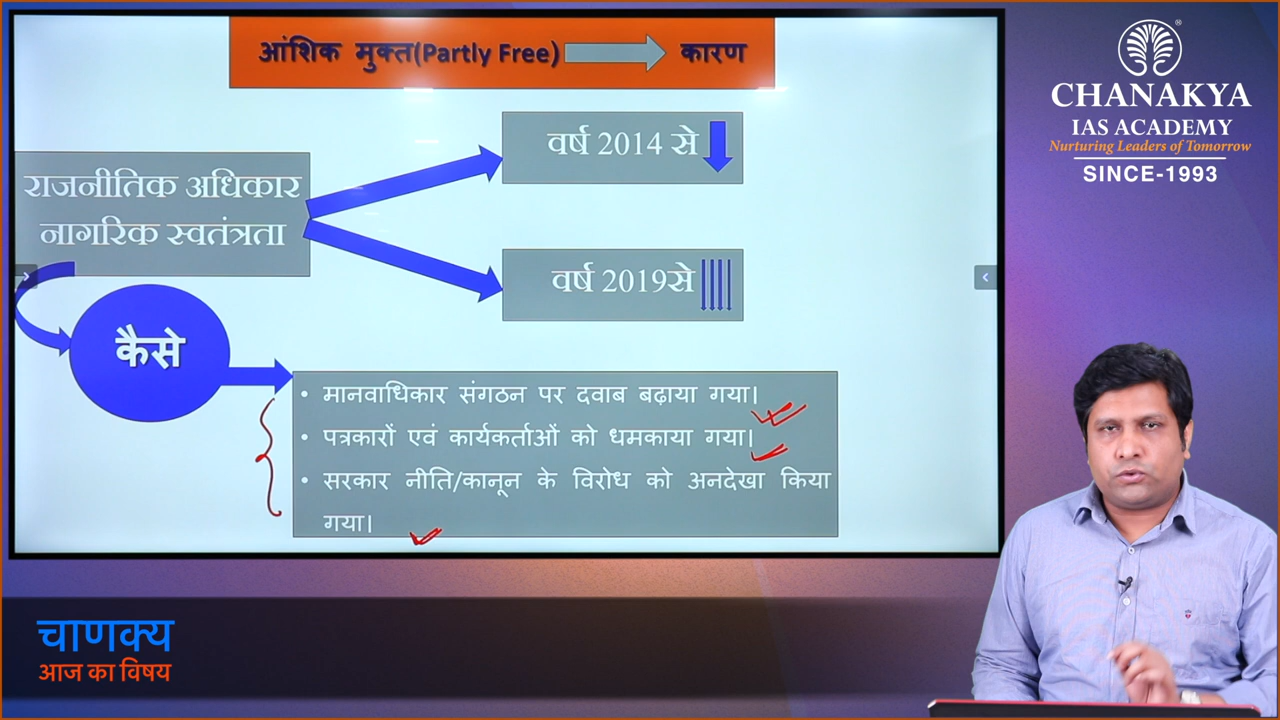 आंशिक मुक्त(Partly Free) कारण
वर्ष 2014 से
राजनीतिक अधिकार
नागरिक स्वतंत्रता
वर्ष 2019से
कैसे
• मानवाधिकार संगठन पर दवाब बढ़ाया गया।
• पत्रकारों एवं कार्यकर्ताओं को धमकाया गया।
• सरकार नीति/कानून के विरोध को अनदेखा किया
गया।
CHANAKYA
IAS ACADEMY
Nurturing Leaders of Tomorrow
SINCE-1993
चाणक्य
आज का विषय